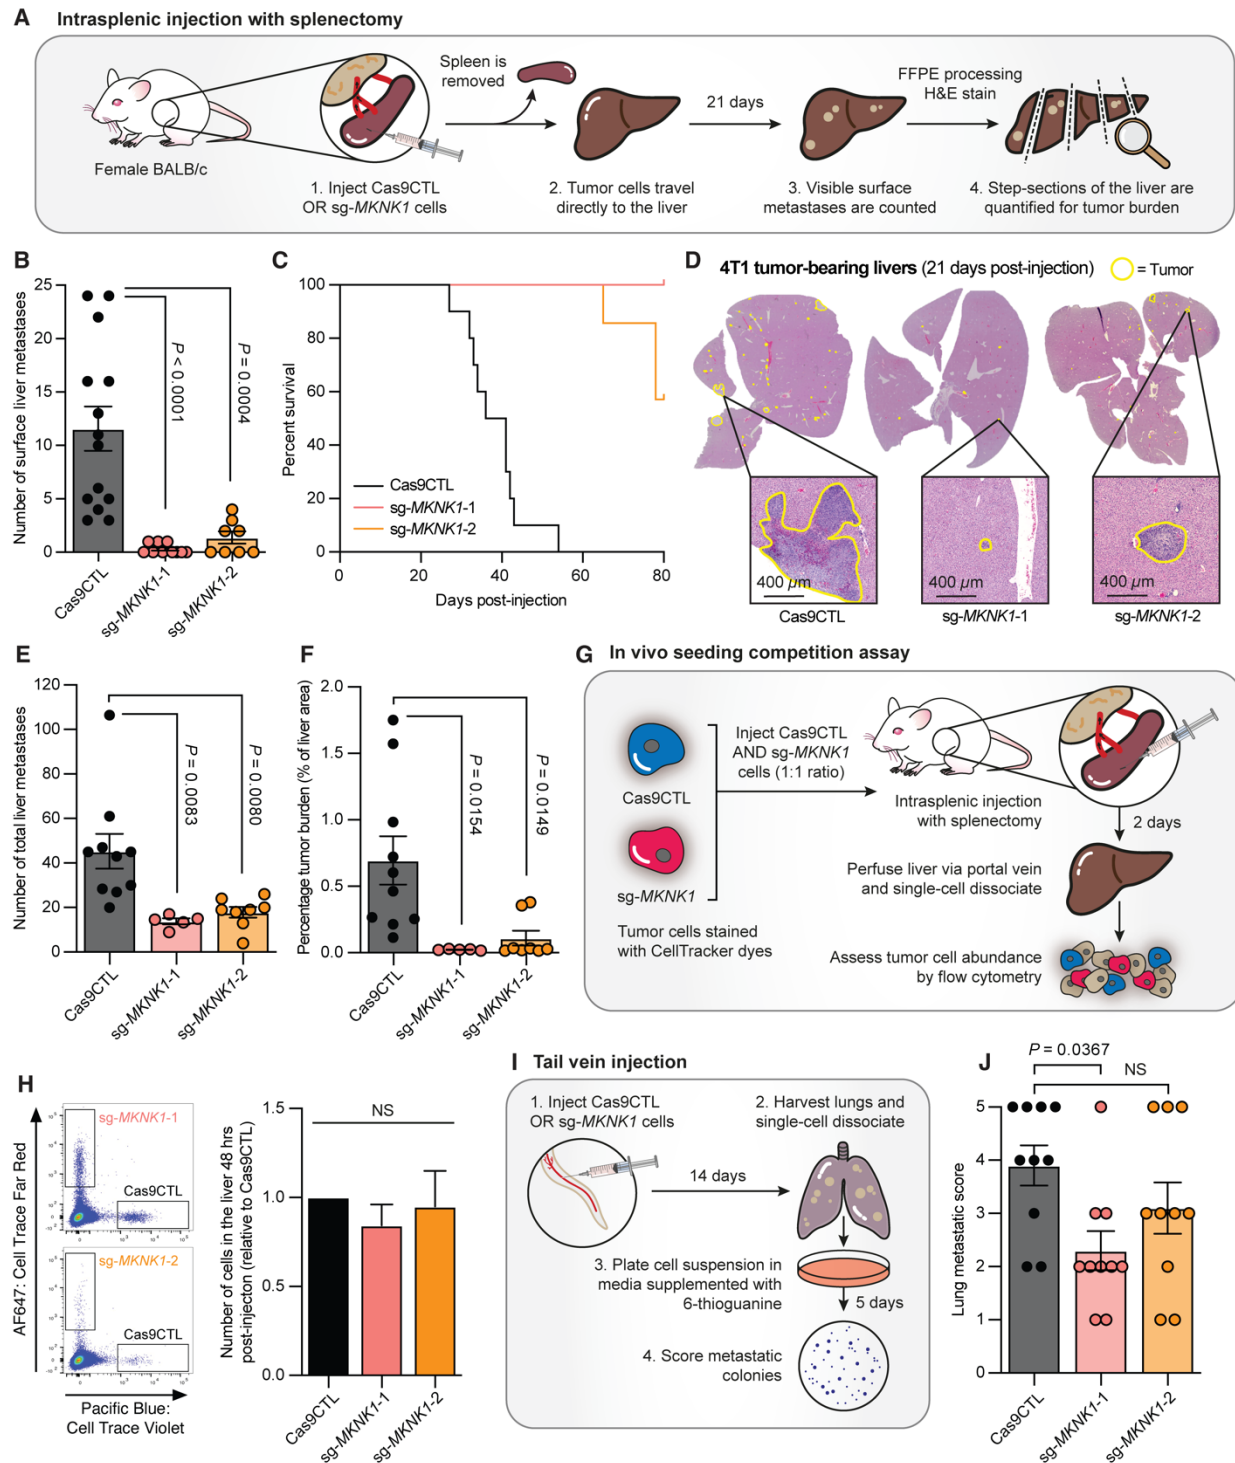 A Intrasplenic injection with splenectomy
Female BALB/c
Spleen is
removed
21 days
FFPE processing
H&E stain
1. Inject Cas9CTL
OR sg-MKNK1 cells
2. Tumor cells travel
directly to the liver
3. Visible surface
metastases are counted
4. Step-sections of the liver are
quantified for tumor burden
B
Number of surface liver metastases
25
20
15
10
5
0
P < 0.0001
P = 0.0004
Cas9CTL
sg-MKNK1-1
sg-MKNK1-2
C
Percent survival
100
80
60
40
20
0
Cas9CTL
sg-MKNK1-1
sg-MKNK1-2
0
20
40
60
80
Days post-injection
D 4T1 tumor-bearing livers (21 days post-injection) = Tumor
400 µm
400 µm
400 µm
Cas9CTL
sg-MKNK1-1
sg-MKNK1-2
E
Number of total liver metastases
120
100
80
60
40
20
0
P = 0.0083
P = 0.0080
Cas9CTL
sg-MKNK1-1
sg-MKNK1-2
F
Percentage tumor burden (% of liver area)
2.0
1.5
1.0
0.5
0.0
P = 0.0154
P = 0.0149
Cas9CTL
sg-MKNK1-1
sg-MKNK1-2
G In vivo seeding competition assay
Cas9CTL
sg-MKNK1
Tumor cells stained
with CellTracker dyes
Inject Cas9CTL
AND sg-MKNK1
cells (1:1 ratio)
Intrasplenic injection
with splenectomy
2 days
Perfuse liver via portal vein
and single-cell dissociate
Assess tumor cell abundance
by flow cytometry
H
AF647: Cell Trace Far Red
sg-MKNK1-1
Cas9CTL
sg-MKNK1-2
Cas9CTL
Pacific Blue:
Cell Trace Violet
Number of cells in the liver 48 hrs
post-injecton (relative to Cas9CTL)
1.5
1.0
0.5
0.0
NS
Cas9CTL
sg-MKNK1-1
sg-MKNK1-2
I Tail vein injection
1. Inject Cas9CTL
OR sg-MKNK1 cells
14 days
2. Harvest lungs and
single-cell dissociate
3. Plate cell suspension in
media supplemented with
6-thioguanine
5 days
4. Score metastatic
colonies
J
P = 0.0367
NS
Lung metastatic score
5
4
3
2
1
0
Cas9CTL
sg-MKNK1-1
sg-MKNK1-2